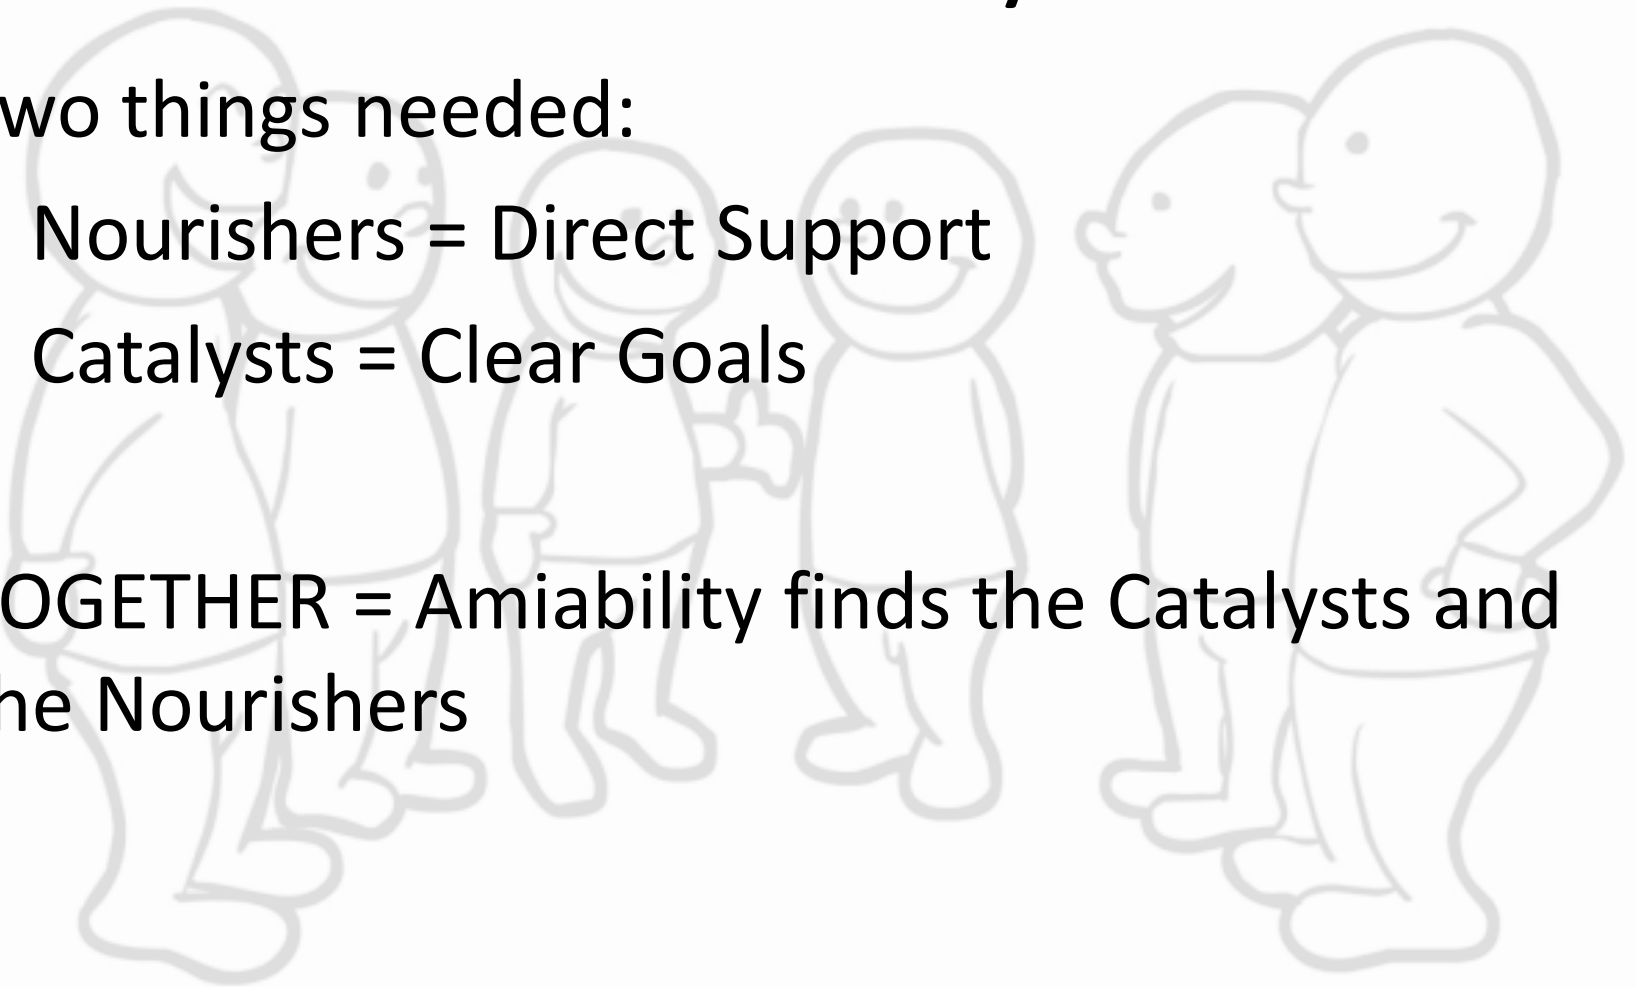 wo things needed:
Nourishers = Direct Support
Catalysts = Clear Goals
OGETHER = Amiability finds the Catalysts and
he Nourishers